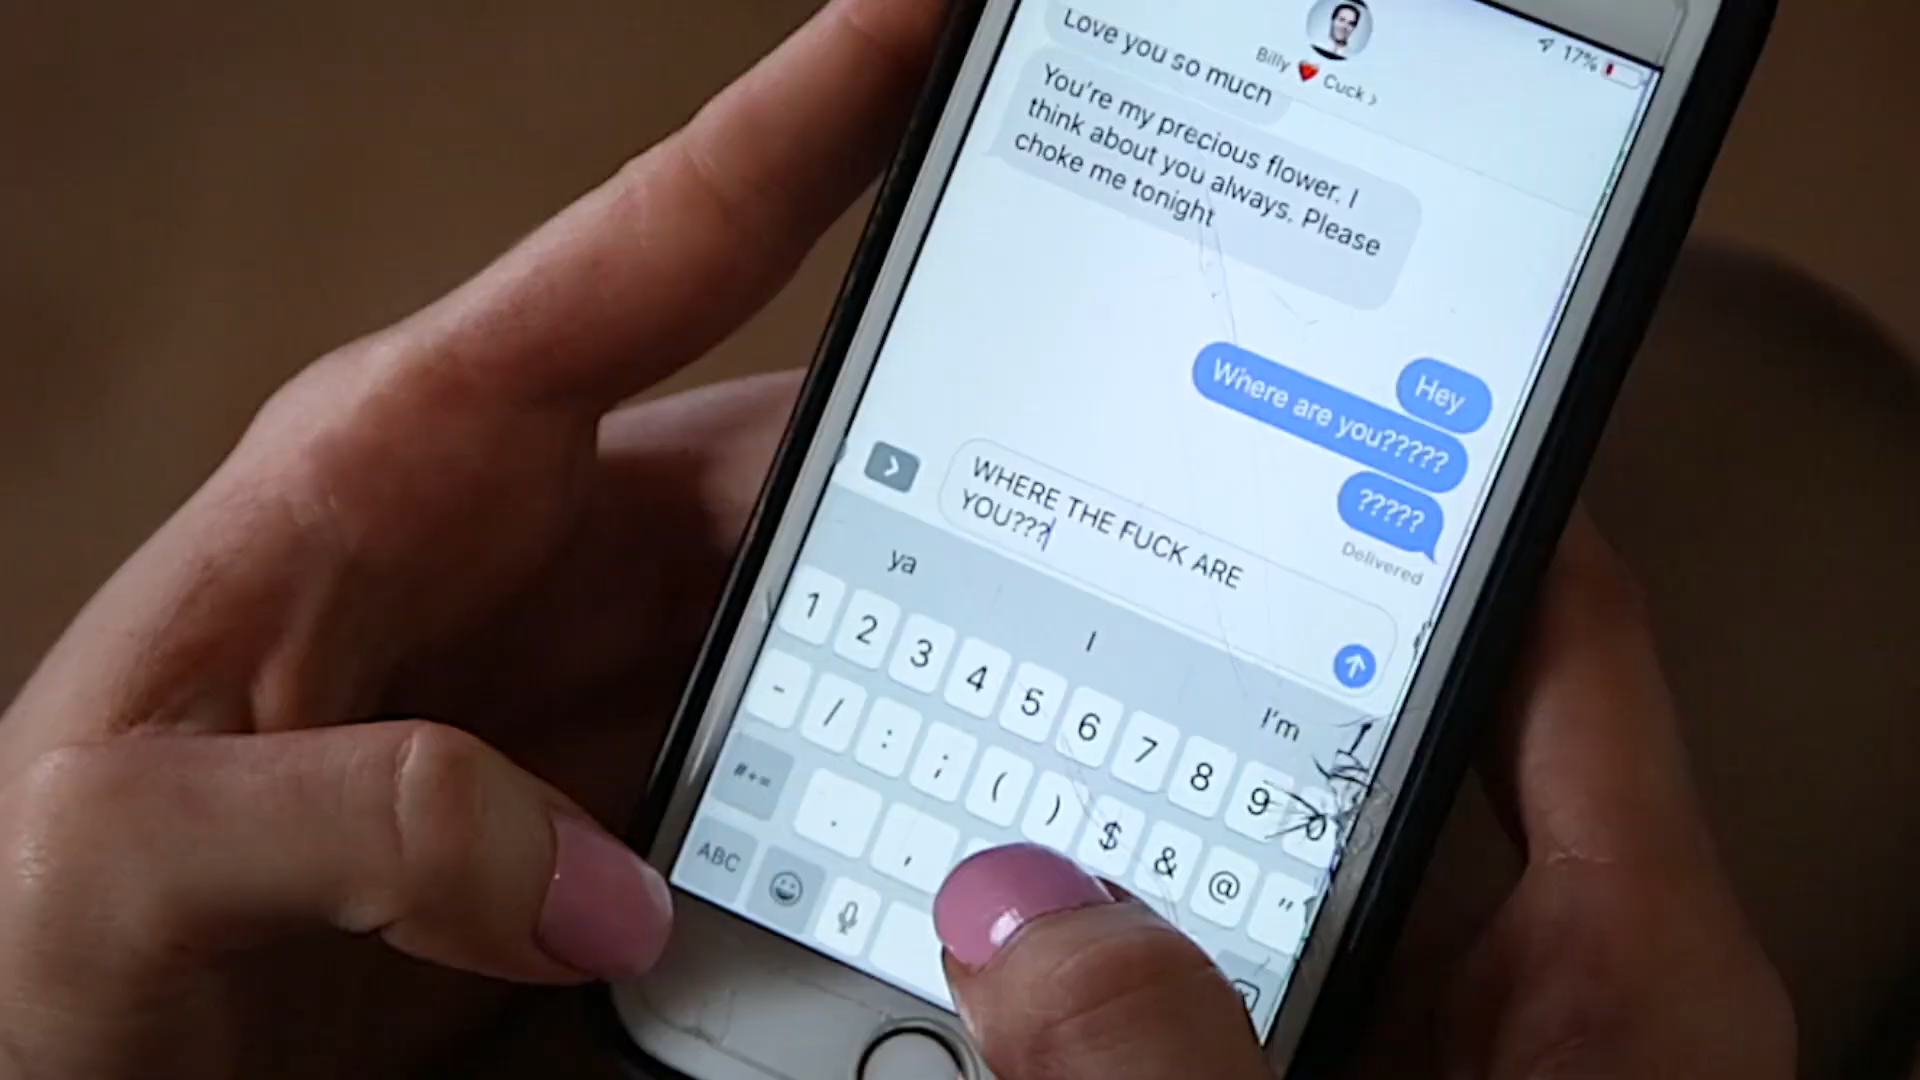 17%
Billy ❤️ Cuck >
Love you so much
You're my precious flower. I
think about you always. Please
choke me tonight
Hey
Where are you?????
?????
Delivered
WHERE THE FUCK ARE
YOU???
ya
I
I'm
1 2 3 4 5 6 7 8 9 0
- / : ; ( ) $ & @ "
#+= . ,
ABC